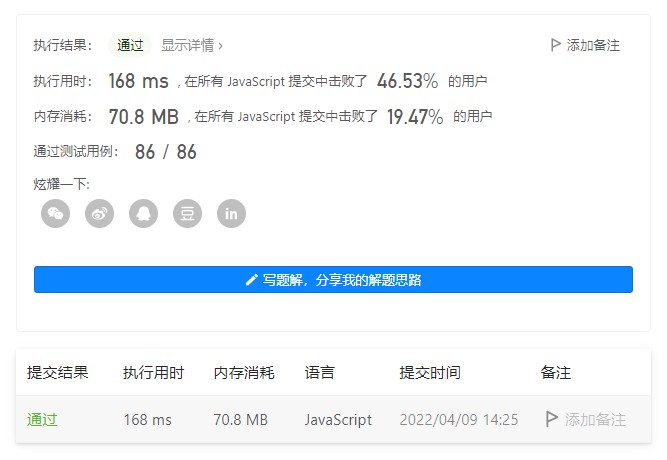 执行结果： 通过 显示详情 › 添加备注
执行用时： 168 ms , 在所有 JavaScript 提交中击败了 46.53% 的用户
内存消耗： 70.8 MB , 在所有 JavaScript 提交中击败了 19.47% 的用户
通过测试用例： 86 / 86
炫耀一下:
豆 in
写题解，分享我的解题思路
提交结果 执行用时 内存消耗 语言 提交时间 备注
通过 168 ms 70.8 MB JavaScript 2022/04/09 14:25 添加备注